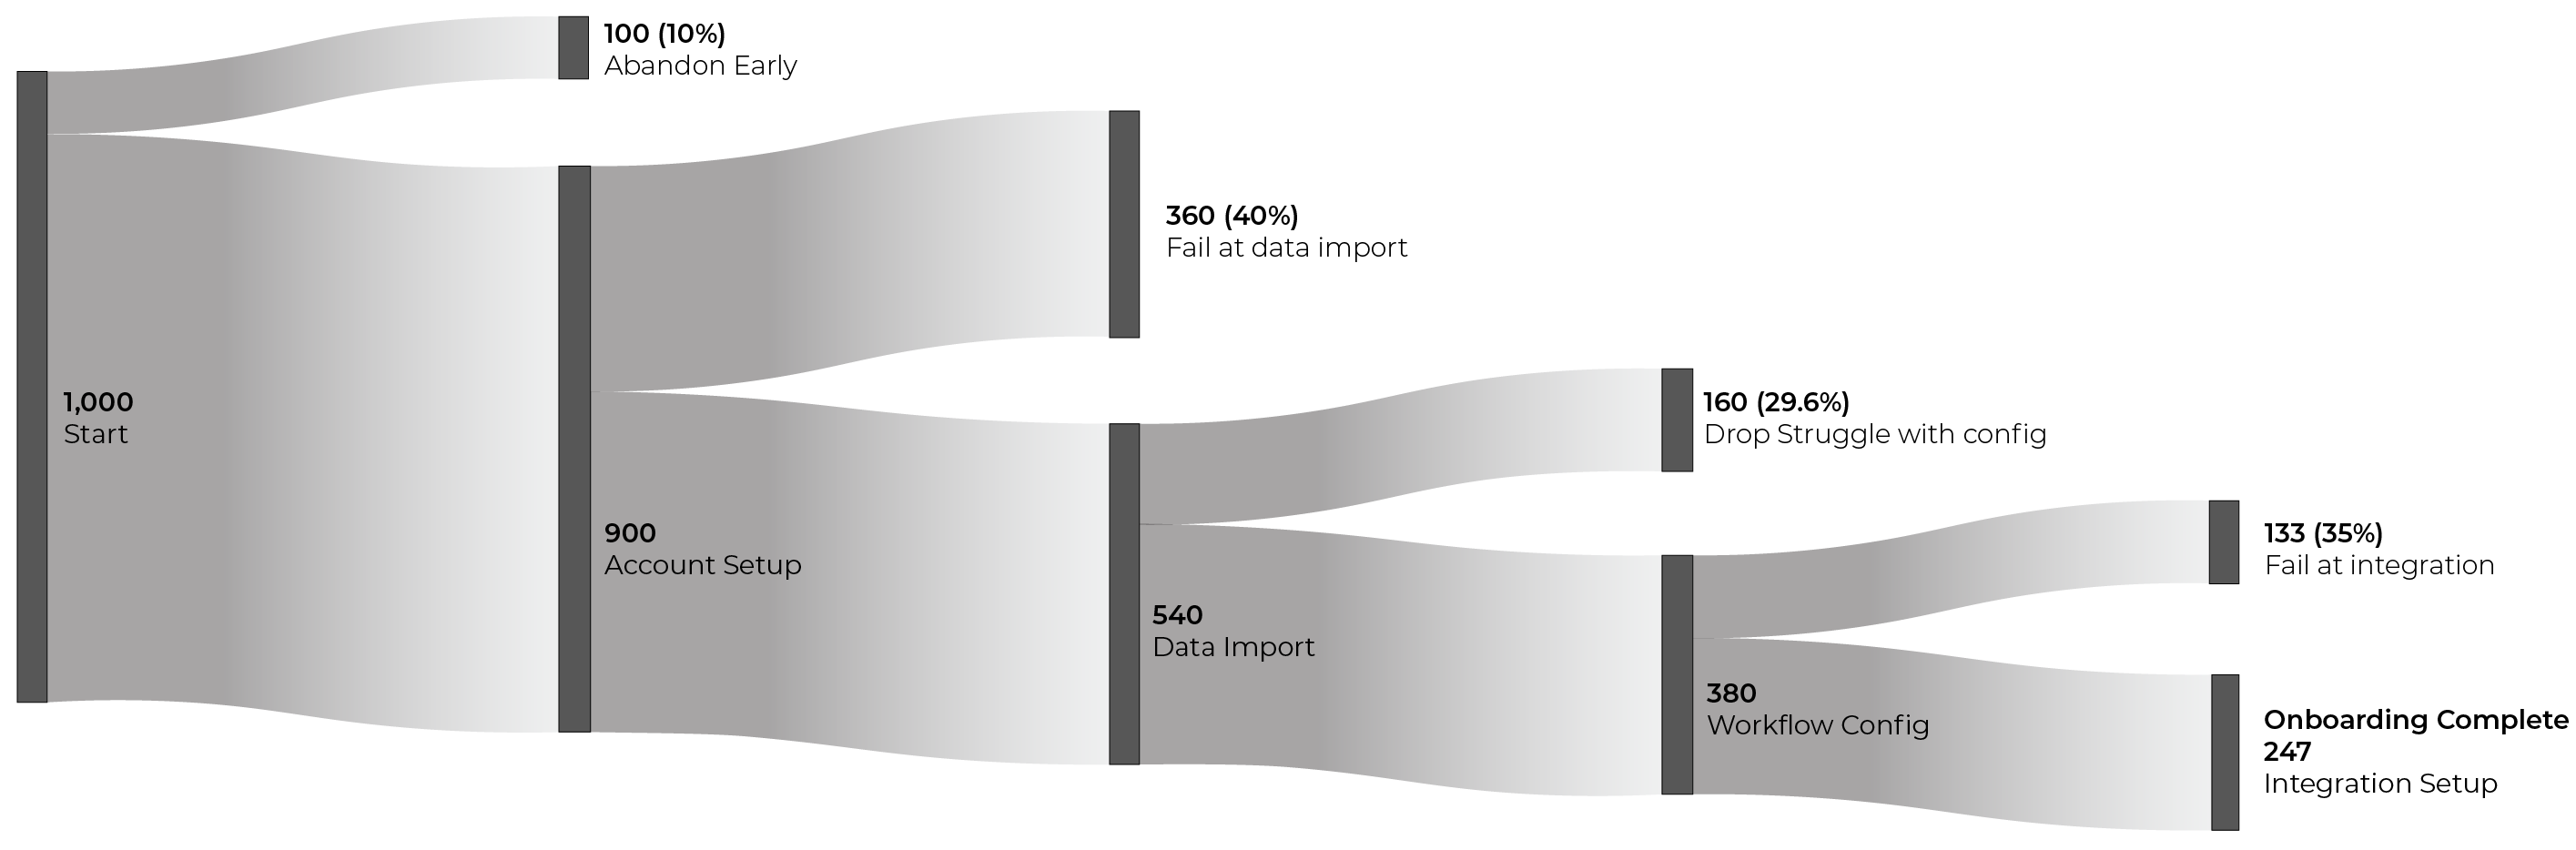 100 (10%)
Abandon Early
360 (40%)
Fail at data import
1,000
Start
160 (29.6%)
Drop Struggle with config
900
Account Setup
133 (35%)
Fail at integration
540
Data Import
380
Workflow Config
Onboarding Complete
247
Integration Setup